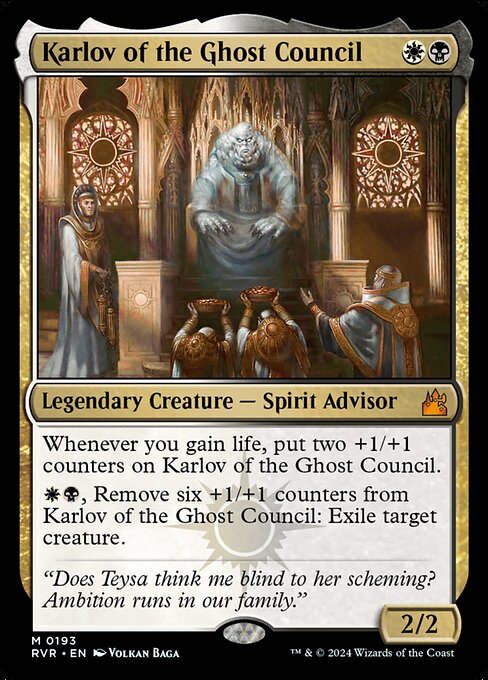 Karlov of the Ghost Council
Legendary Creature — Spirit Advisor
Whenever you gain life, put two +1/+1
counters on Karlov of the Ghost Council.
, Remove six +1/+1 counters from
Karlov of the Ghost Council: Exile target
creature.
“Does Teysa think me blind to her scheming?
Ambition runs in our family.”
2/2
M 0193
RVR • EN Volkan Baga
™ & © 2024 Wizards of the Coast